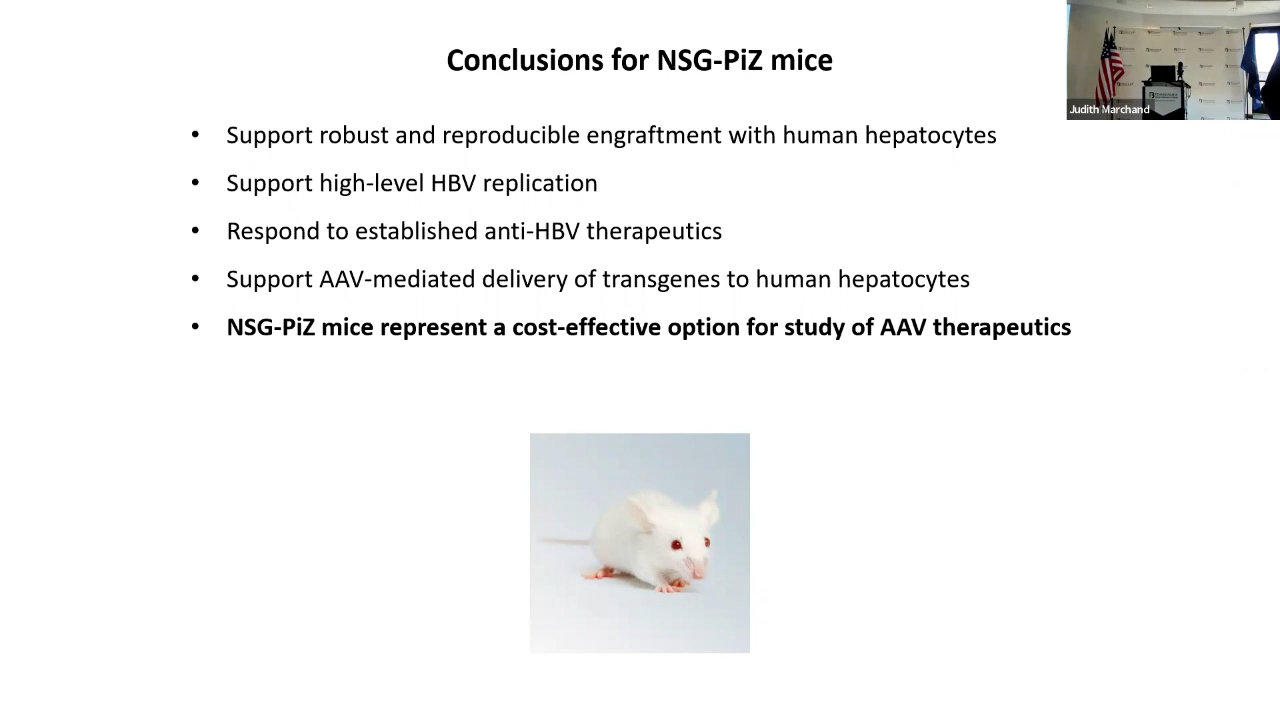 Conclusions for NSG-PiZ mice
Judith Marchand
• Support robust and reproducible engraftment with human hepatocytes
• Support high-level HBV replication
• Respond to established anti-HBV therapeutics
• Support AAV-mediated delivery of transgenes to human hepatocytes
• NSG-PiZ mice represent a cost-effective option for study of AAV therapeutics